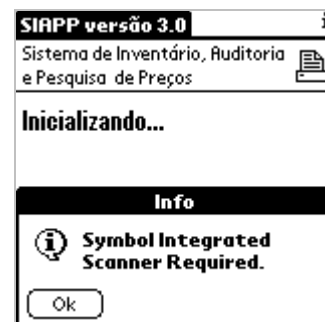 SIAPP versão 3.0
Sistema de Inventário, Auditoria
e Pesquisa de Preços
Inicializando...
Info
Symbol Integrated
Scanner Required.
Ok